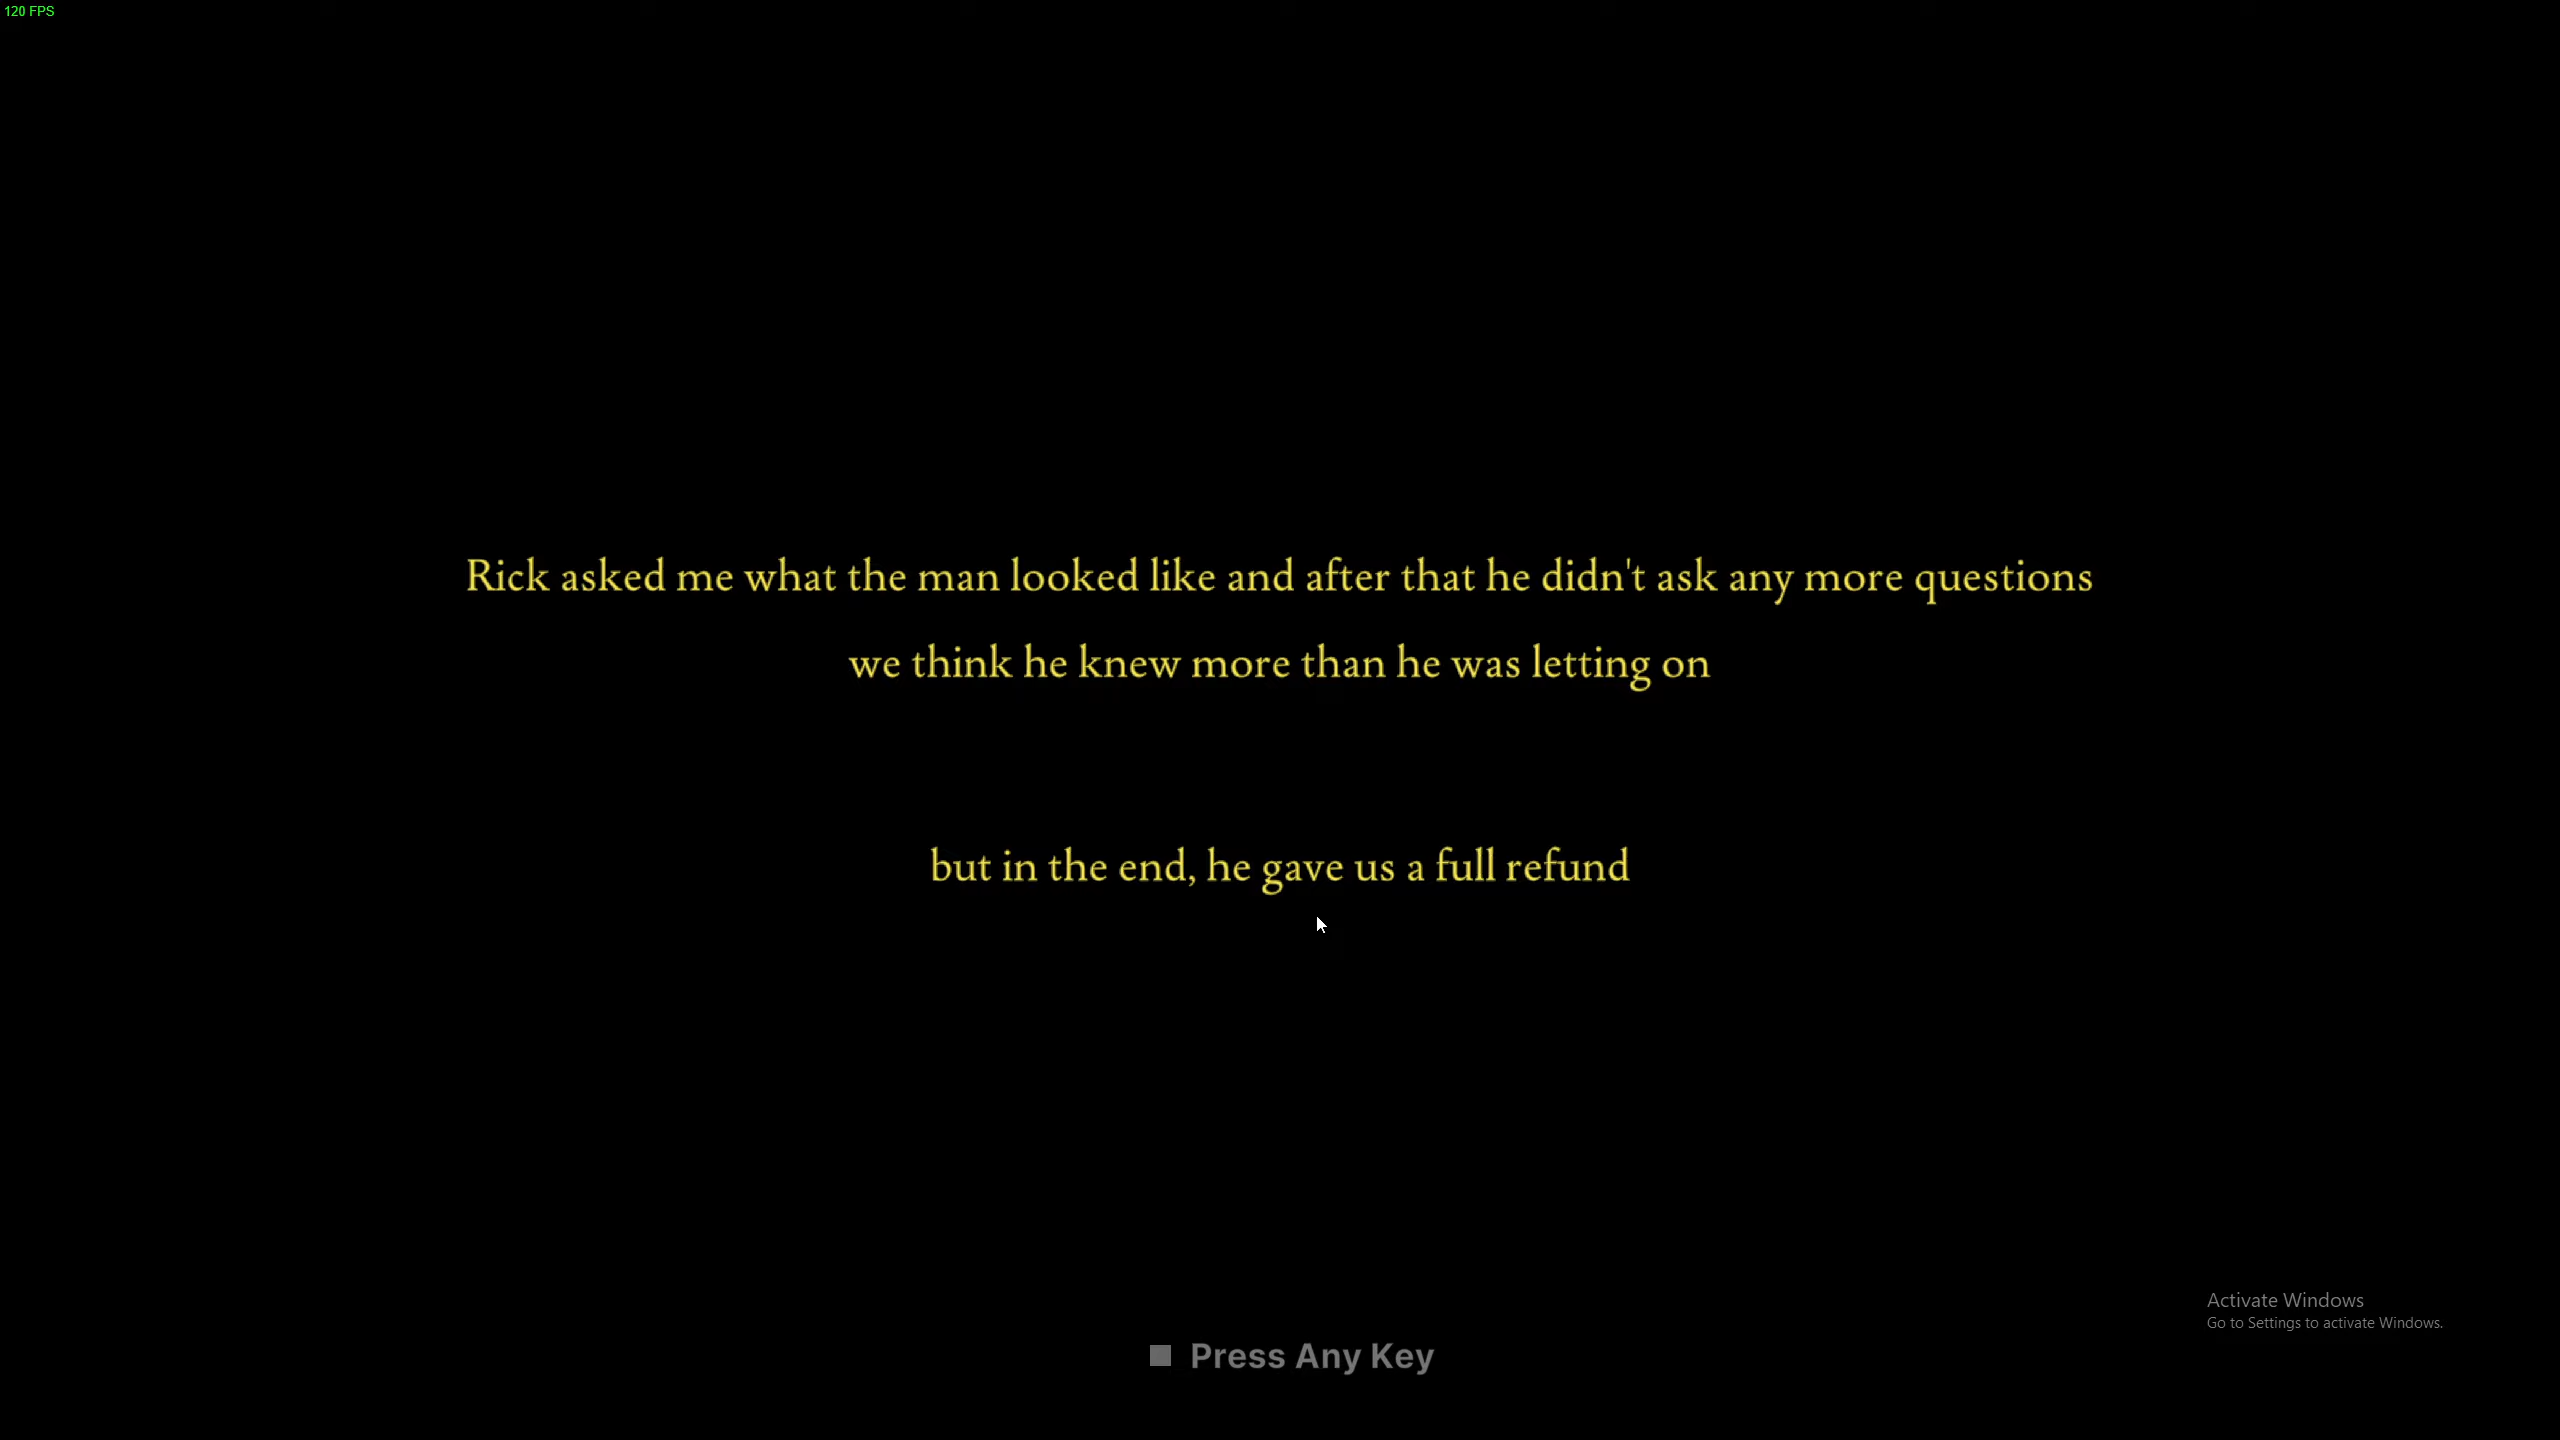 120 FPS
Rick asked me what the man looked like and after that he didn't ask any more questions
we think he knew more than he was letting on
but in the end, he gave us a full refund
Activate Windows
Go to Settings to activate Windows.
Press Any Key